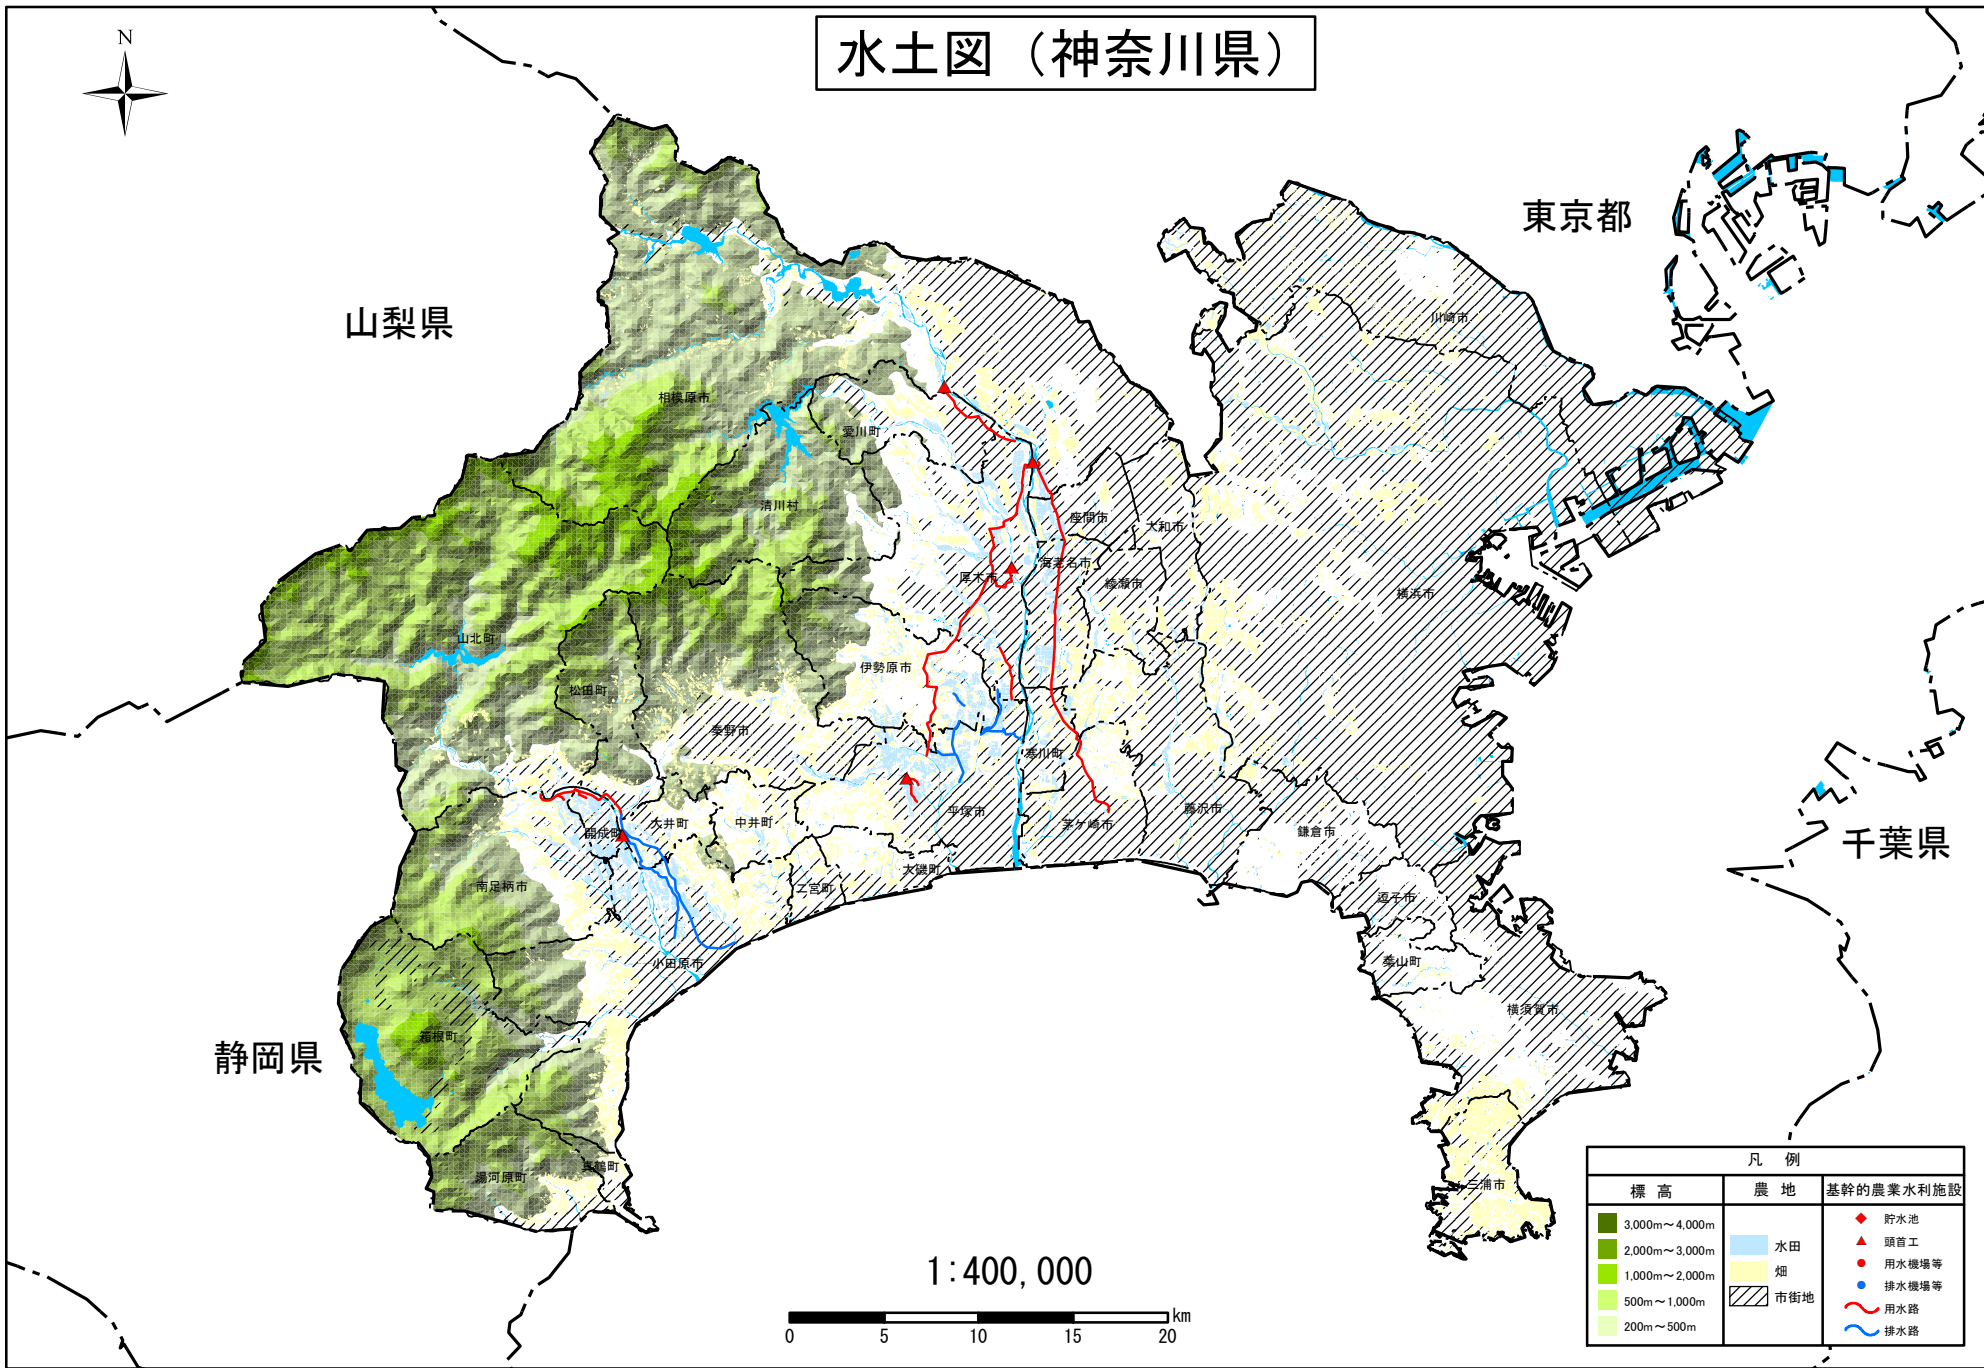 水土図（神奈川県）
N
東京都
山梨県
川崎市
相模原市
愛川町
清川村
座間市
大和市
海老名市
厚木市
綾瀬市
横浜市
山北町
伊勢原市
松田町
秦野市
寒川町
平塚市
藤沢市
茅ケ崎市
開成町
大井町
中井町
鎌倉市
千葉県
大磯町
二宮町
南足柄市
逗子市
小田原市
葉山町
横須賀市
箱根町
静岡県
真鶴町
湯河原町
三浦市
1:400,000
0 5 10 15 20 km
凡　例
標 高
3,000m～4,000m
2,000m～3,000m
1,000m～2,000m
500m～1,000m
200m～500m
農 地
水田
畑
市街地
基幹的農業水利施設
貯水池
頭首工
用水機場等
排水機場等
用水路
排水路